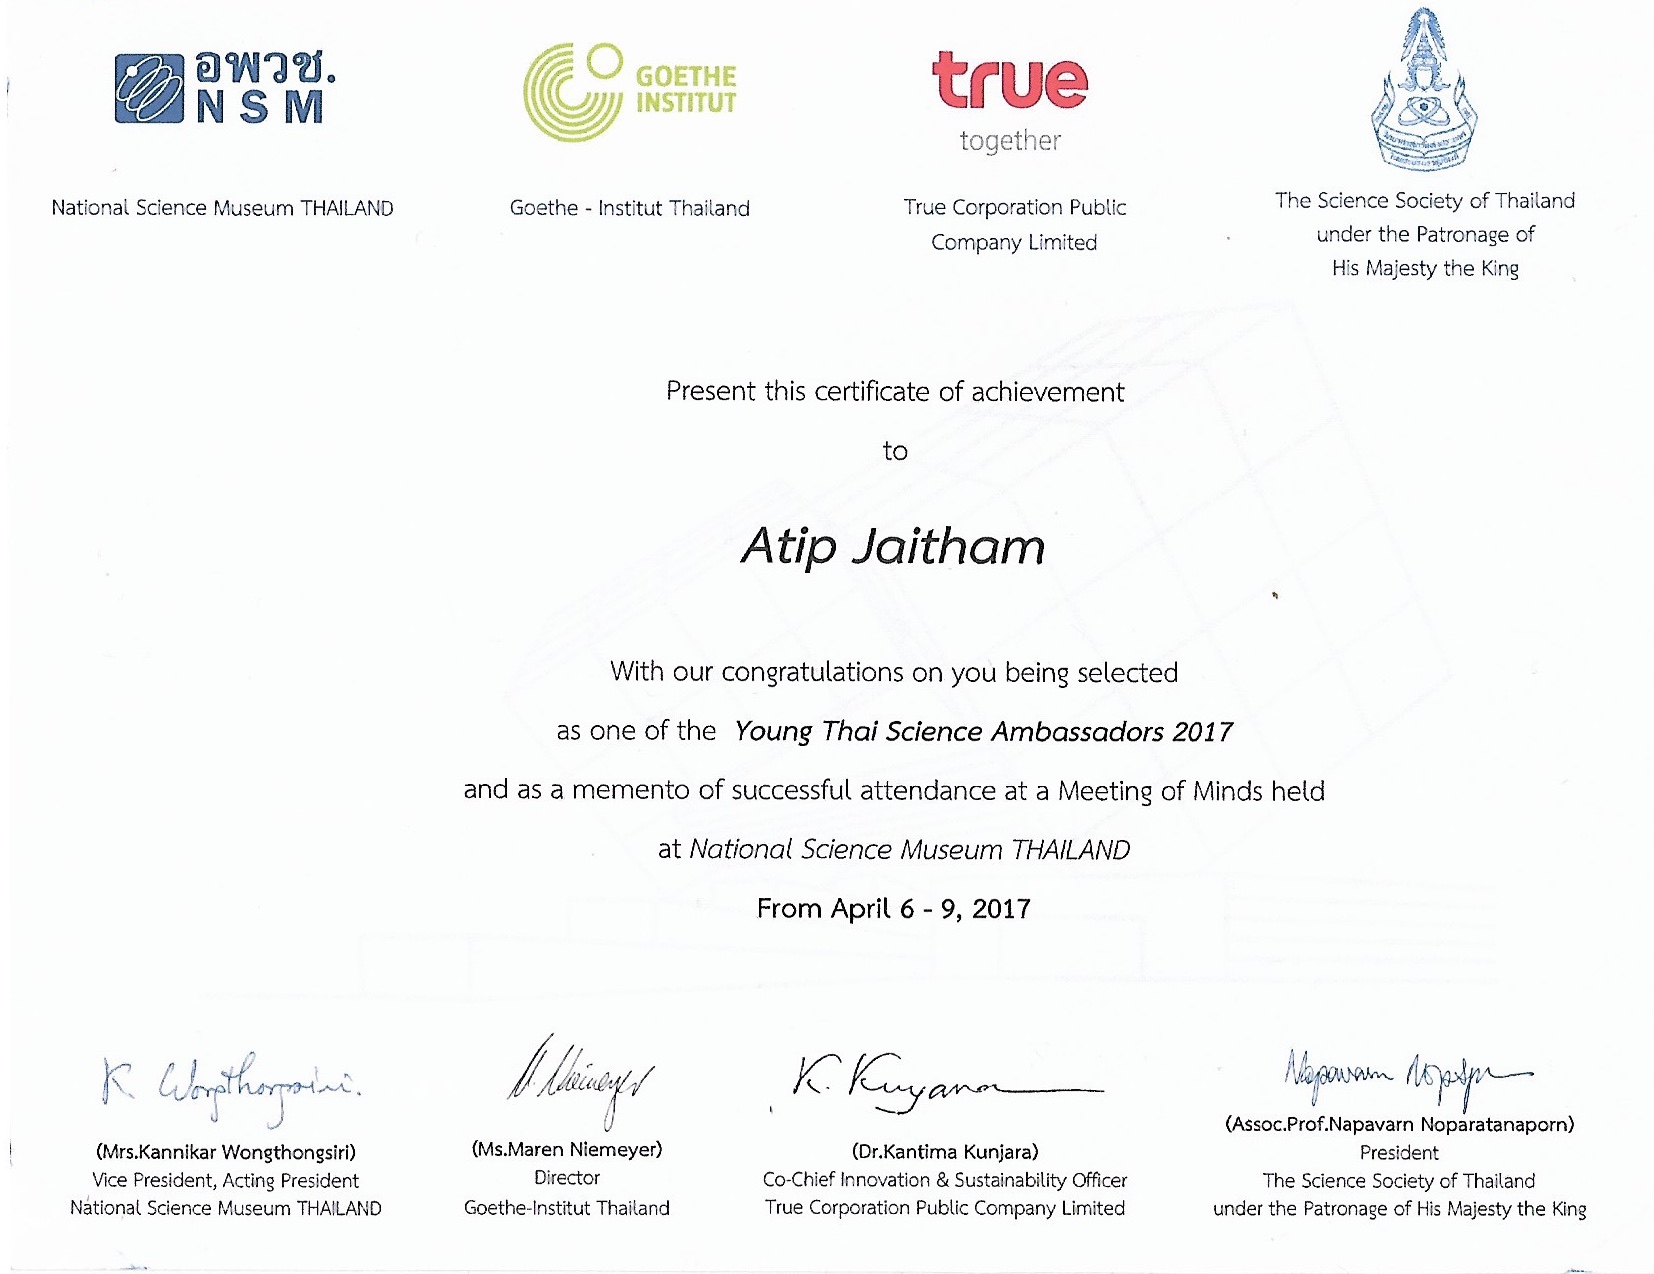 อพวช.
NSM
GOETHE
INSTITUT
true
together
National Science Museum THAILAND
Goethe - Institut Thailand
True Corporation Public
Company Limited
The Science Society of Thailand
under the Patronage of
His Majesty the King
Present this certificate of achievement
to
Atip Jaitham
With our congratulations on you being selected
as one of the Young Thai Science Ambassadors 2017
and as a memento of successful attendance at a Meeting of Minds held
at National Science Museum THAILAND
From April 6 - 9, 2017
(Mrs.Kannikar Wongthongsiri)
Vice President, Acting President
National Science Museum THAILAND
(Ms.Maren Niemeyer)
Director
Goethe-Institut Thailand
(Dr.Kantima Kunjara)
Co-Chief Innovation & Sustainability Officer
True Corporation Public Company Limited
(Assoc.Prof.Napavarn Noparatanaporn)
President
The Science Society of Thailand
under the Patronage of His Majesty the King